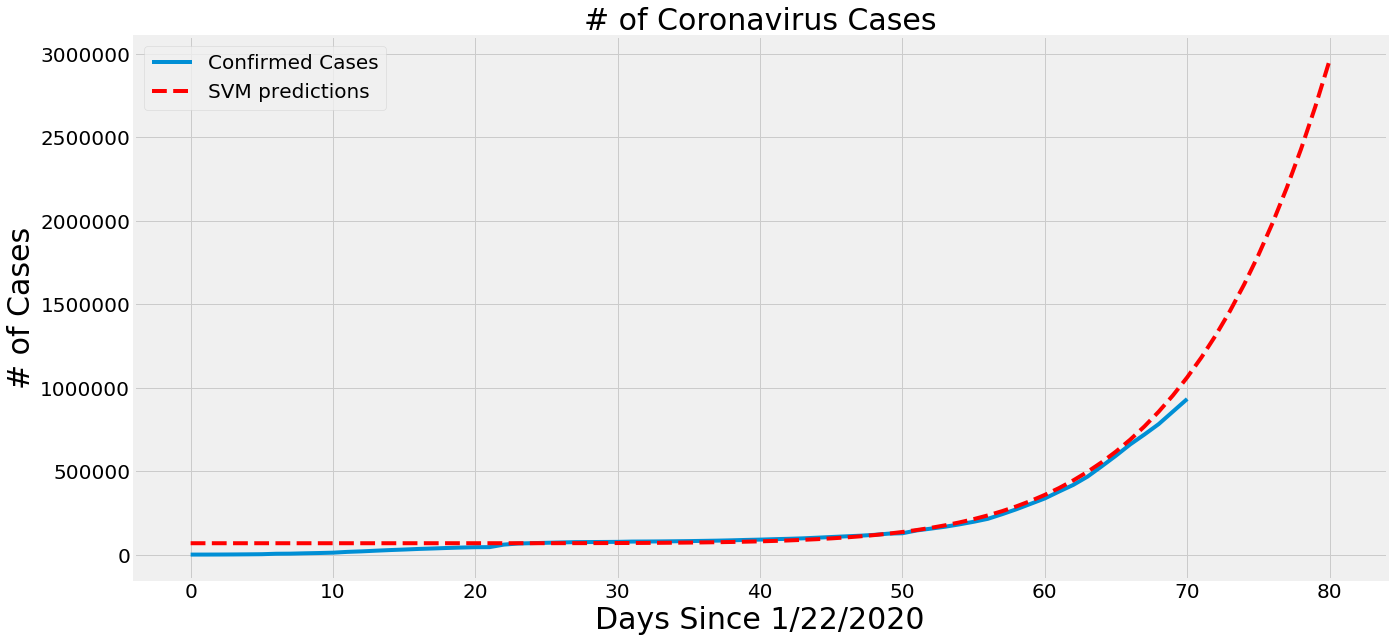 # of Coronavirus Cases
Confirmed Cases
SVM predictions
3000000
2500000
2000000
1500000
1000000
500000
0
# of Cases
0 10 20 30 40 50 60 70 80
Days Since 1/22/2020